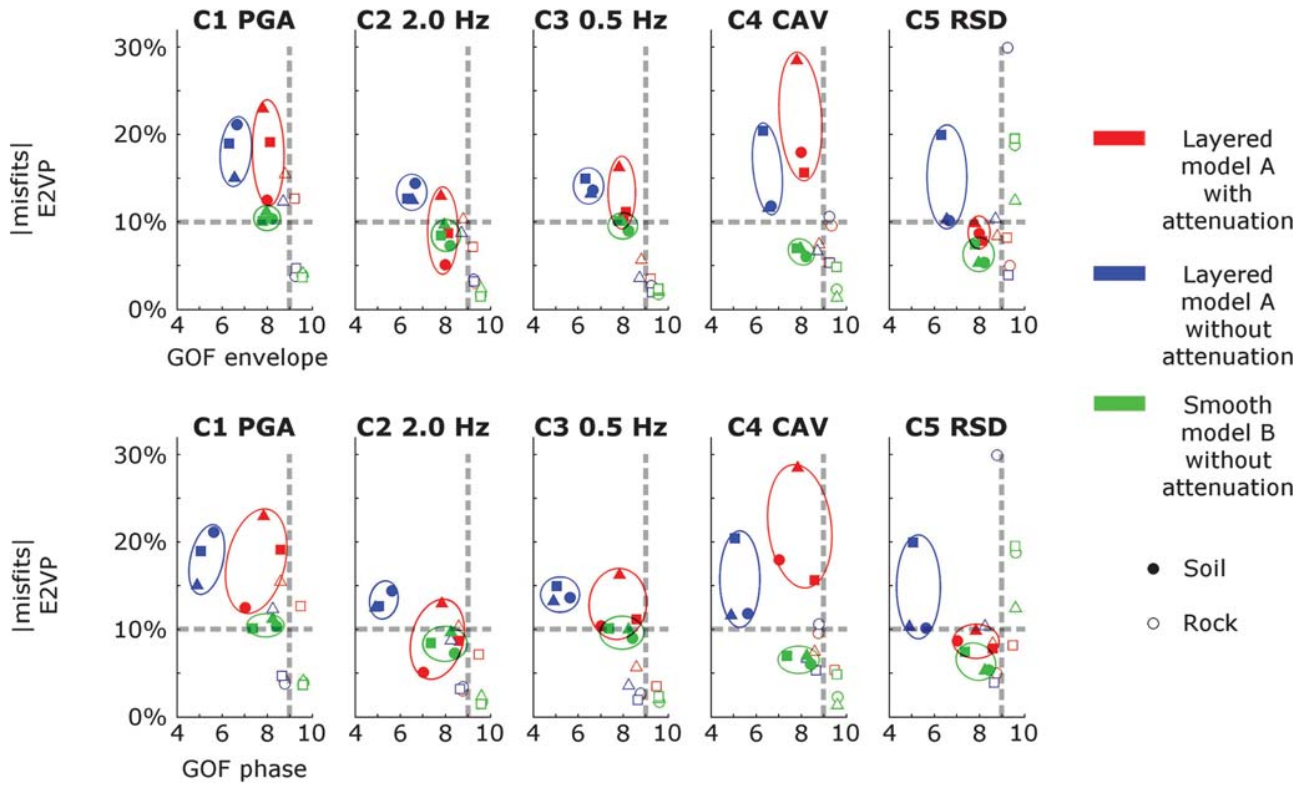 C1 PGA C2 2.0 Hz C3 0.5 Hz C4 CAV C5 RSD
30%
20%
10%
0%
|misfits|
E2VP
4 6 8 10 4 6 8 10 4 6 8 10 4 6 8 10 4 6 8 10
GOF envelope
Layered
model A
with
attenuation
Layered
model A
without
attenuation
Smooth
model B
without
attenuation
Soil
Rock
C1 PGA C2 2.0 Hz C3 0.5 Hz C4 CAV C5 RSD
30%
20%
10%
0%
|misfits|
E2VP
4 6 8 10 4 6 8 10 4 6 8 10 4 6 8 10 4 6 8 10
GOF phase